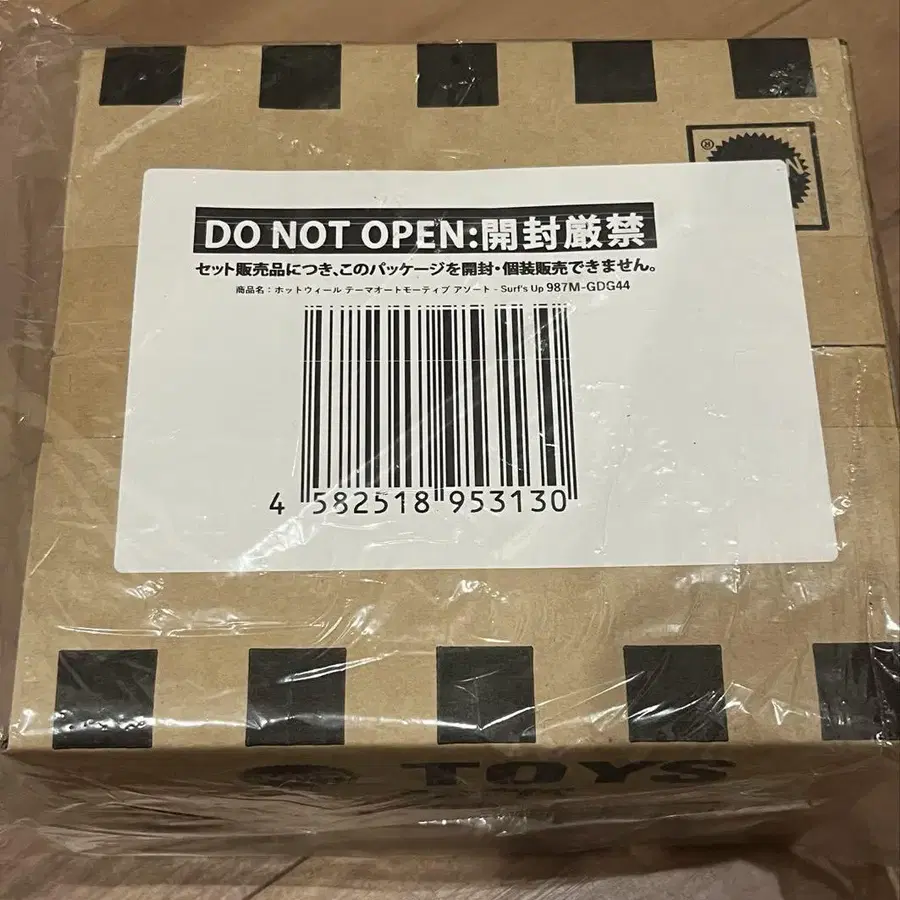 ®
DO NOT OPEN:開封厳禁
セット販売品につき、このパッケージを開封・個装販売できません。
商品名：ホットウィール テーマオートモーティブ アソート - Surf's Up 987M-GDG44
4 582518 953130
TOYS